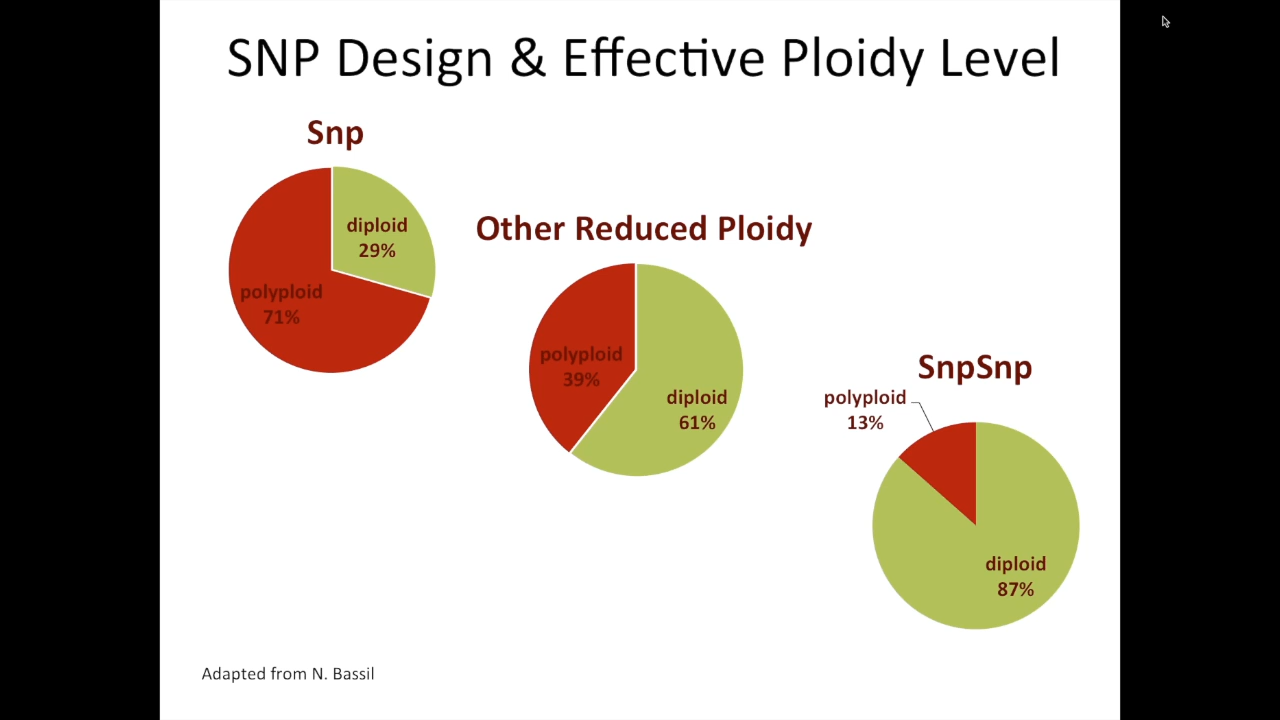 SNP Design & Effective Ploidy Level
Snp
diploid
29%
polyploid
71%
Other Reduced Ploidy
polyploid
39%
diploid
61%
SnpSnp
polyploid
13%
diploid
87%
Adapted from N. Bassil